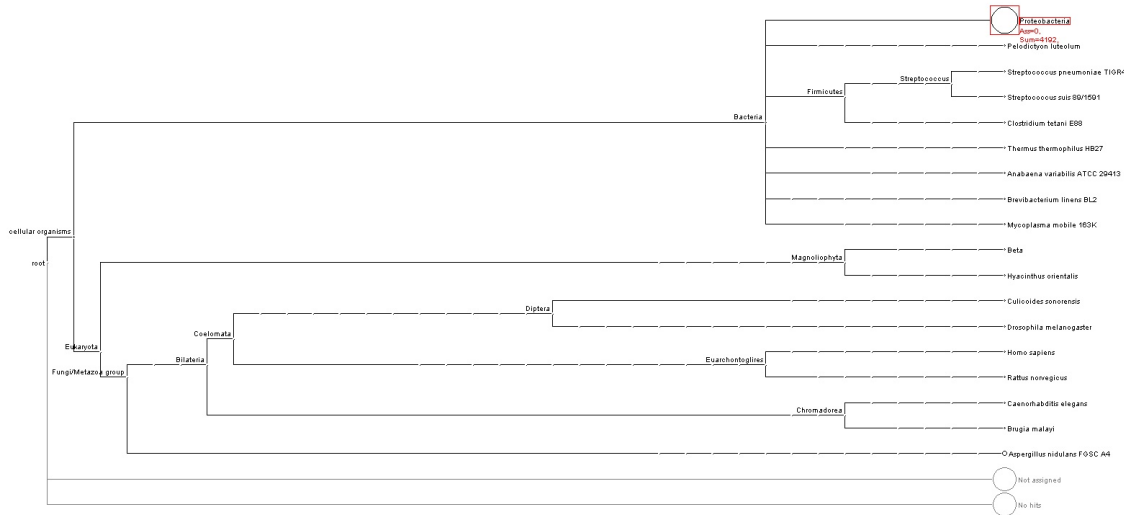 Proteobacteria
Ass=0,
Sum=4192,
Pelodictyon luteolum
Streptococcus pneumoniae TIGR4
Streptococcus
Firmicutes
Streptococcus suis 89/1591
Bacteria
Clostridium tetani E88
Thermus thermophilus HB27
Anabaena variabilis ATCC 29413
Brevibacterium linens BL2
Mycoplasma mobile 163K
cellular organisms
root
Beta
Magnoliophyta
Hyacinthus orientalis
Culicoides sonorensis
Diptera
Drosophila melanogaster
Coelomata
Eukaryota
Homo sapiens
Bilateria
Euarchontoglires
Fungi/Metazoa group
Rattus norvegicus
Caenorhabditis elegans
Chromadorea
Brugia malayi
Aspergillus nidulans FGSC A4
Not assigned
No hits